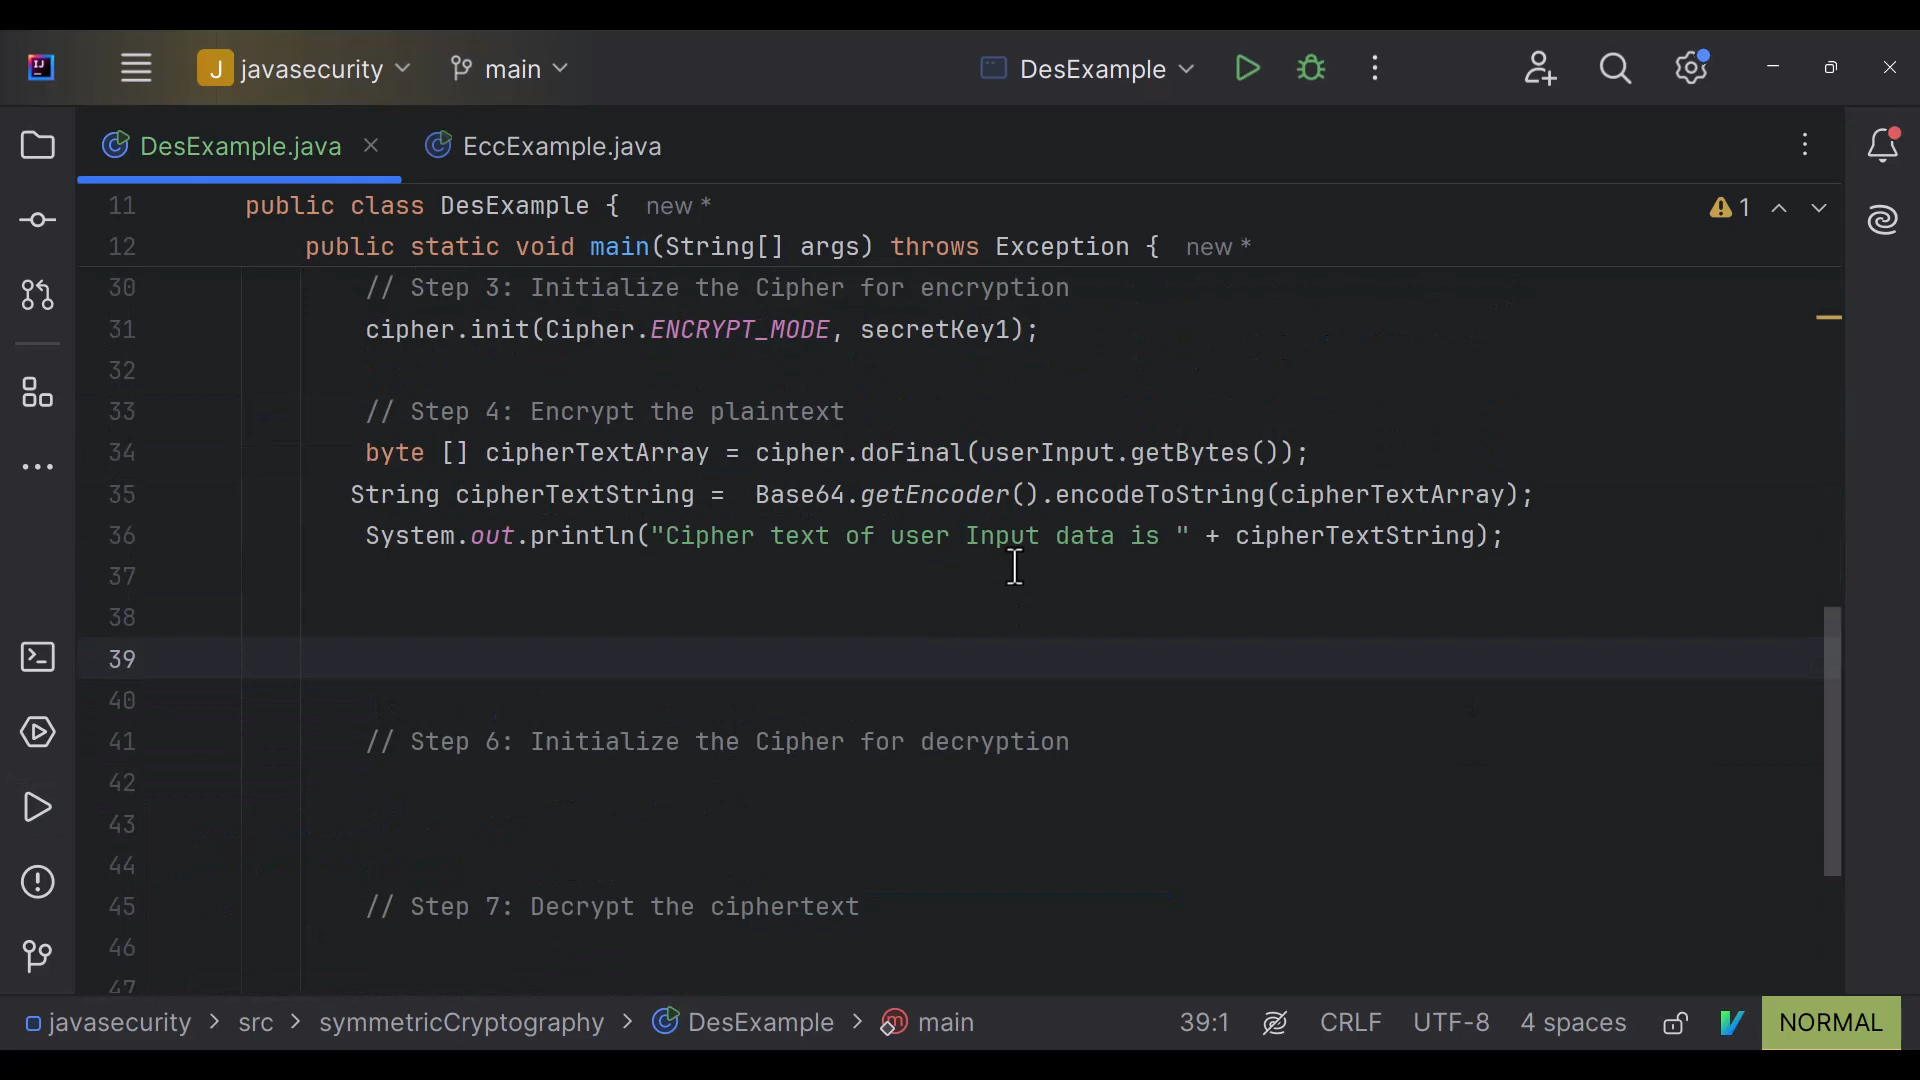 IJ
J javasecurity main DesExample
DesExample.java EccExample.java
11 public class DesExample { new *
1
12 public static void main(String[] args) throws Exception { new *
30 // Step 3: Initialize the Cipher for encryption
31 cipher.init(Cipher.ENCRYPT_MODE, secretKey1);
32
33 // Step 4: Encrypt the plaintext
34 byte [] cipherTextArray = cipher.doFinal(userInput.getBytes());
35 String cipherTextString =  Base64.getEncoder().encodeToString(cipherTextArray);
36 System.out.println("Cipher text of user Input data is " + cipherTextString);
37
38
39
40
41 // Step 6: Initialize the Cipher for decryption
42
43
44
45 // Step 7: Decrypt the ciphertext
46
47
javasecurity > src > symmetricCryptography > DesExample > m main 39:1 CRLF UTF-8 4 spaces NORMAL